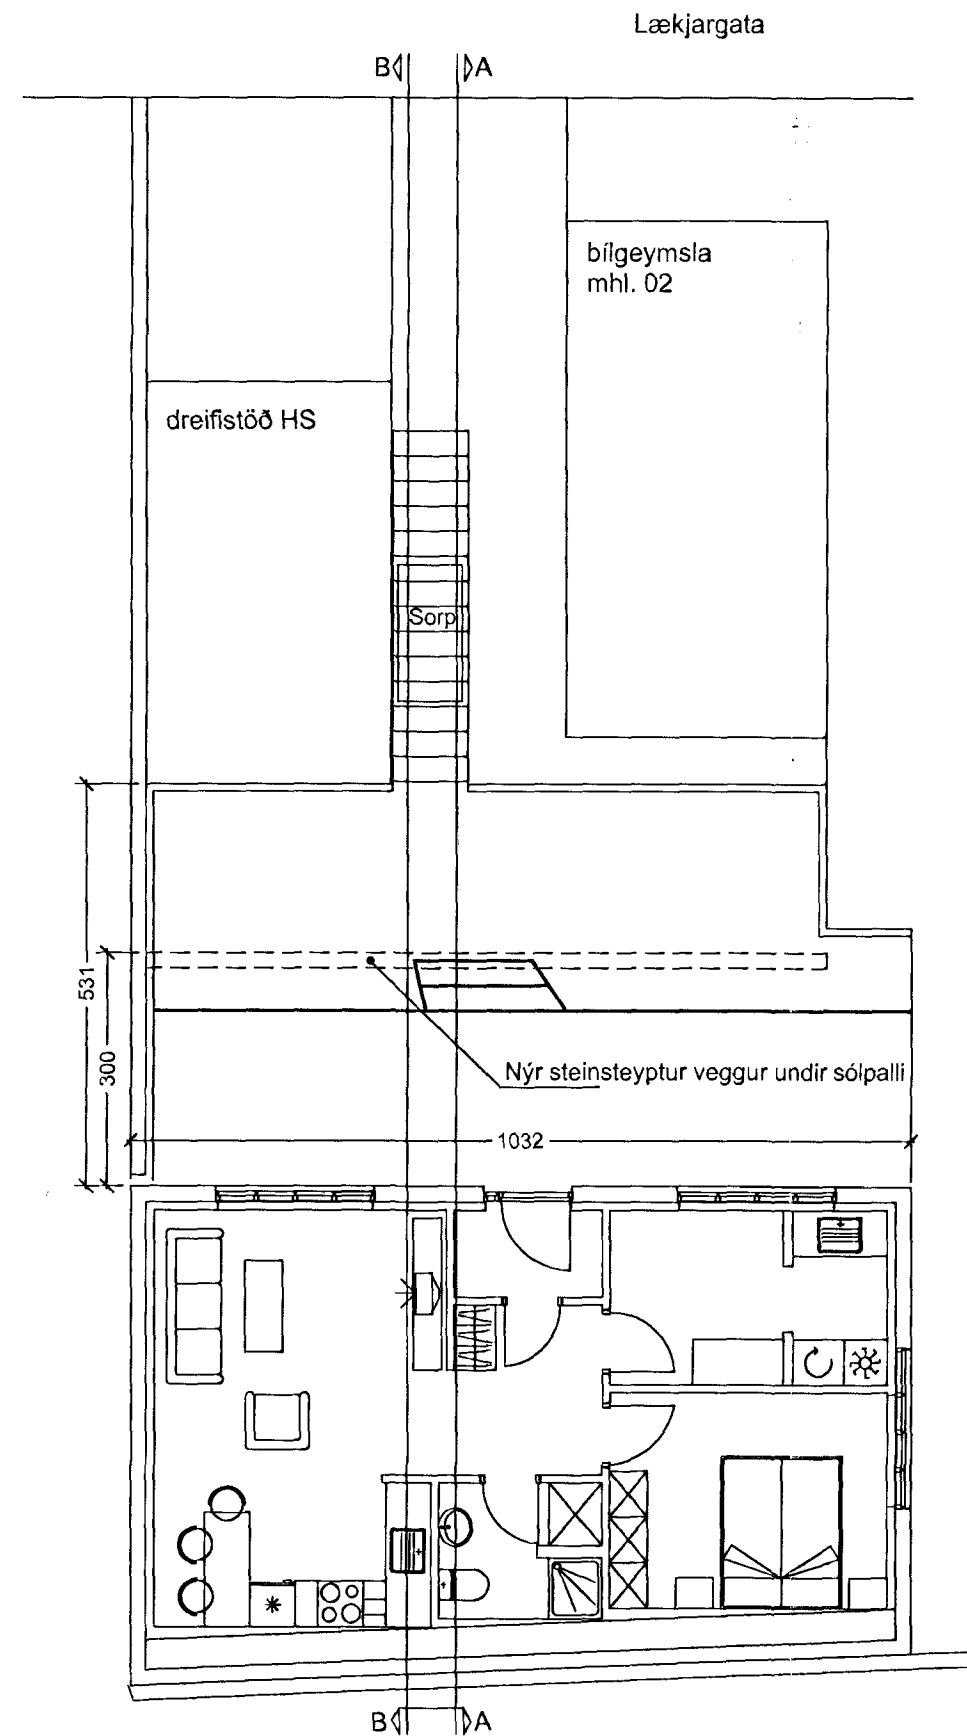 Lækjargata
B A
bílgeymsla
mhl. 02
dreifistöð HS
Sorp
531
300
Nýr steinsteyptur veggur undir sólpalli
1032
B A